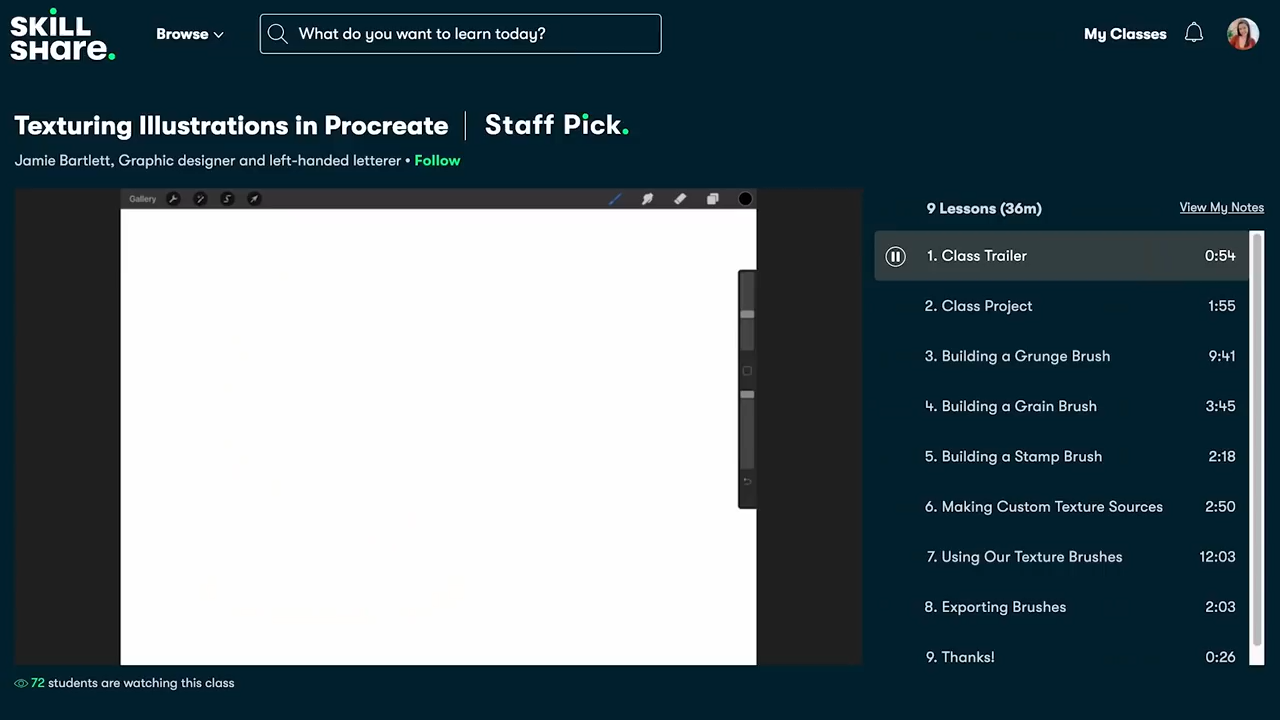 SKILL
SHare.
Browse
What do you want to learn today?
My Classes
Texturing Illustrations in Procreate
Staff Pick.
Jamie Bartlett, Graphic designer and left-handed letterer • Follow
Gallery
9 Lessons (36m)
View My Notes
1. Class Trailer 0:54
2. Class Project 1:55
3. Building a Grunge Brush 9:41
4. Building a Grain Brush 3:45
5. Building a Stamp Brush 2:18
6. Making Custom Texture Sources 2:50
7. Using Our Texture Brushes 12:03
8. Exporting Brushes 2:03
9. Thanks! 0:26
72 students are watching this class